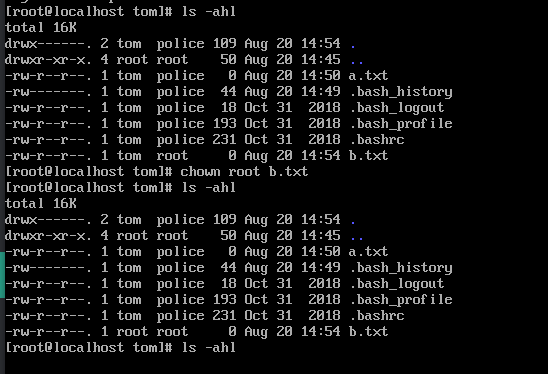 [root@localhost tom]# ls -ahl
total 16K
drwx------. 2 tom  police 109 Aug 20 14:54 .
drwxr-xr-x. 4 root root    50 Aug 20 14:45 ..
-rw-r--r--. 1 tom  police   0 Aug 20 14:50 a.txt
-rw-------. 1 tom  police  44 Aug 20 14:49 .bash_history
-rw-r--r--. 1 tom  police  18 Oct 31  2018 .bash_logout
-rw-r--r--. 1 tom  police 193 Oct 31  2018 .bash_profile
-rw-r--r--. 1 tom  police 231 Oct 31  2018 .bashrc
-rw-r--r--. 1 tom  root     0 Aug 20 14:54 b.txt
[root@localhost tom]# chown root b.txt
[root@localhost tom]# ls -ahl
total 16K
drwx------. 2 tom  police 109 Aug 20 14:54 .
drwxr-xr-x. 4 root root    50 Aug 20 14:45 ..
-rw-r--r--. 1 tom  police   0 Aug 20 14:50 a.txt
-rw-------. 1 tom  police  44 Aug 20 14:49 .bash_history
-rw-r--r--. 1 tom  police  18 Oct 31  2018 .bash_logout
-rw-r--r--. 1 tom  police 193 Oct 31  2018 .bash_profile
-rw-r--r--. 1 tom  police 231 Oct 31  2018 .bashrc
-rw-r--r--. 1 root root     0 Aug 20 14:54 b.txt
[root@localhost tom]# ls -ahl